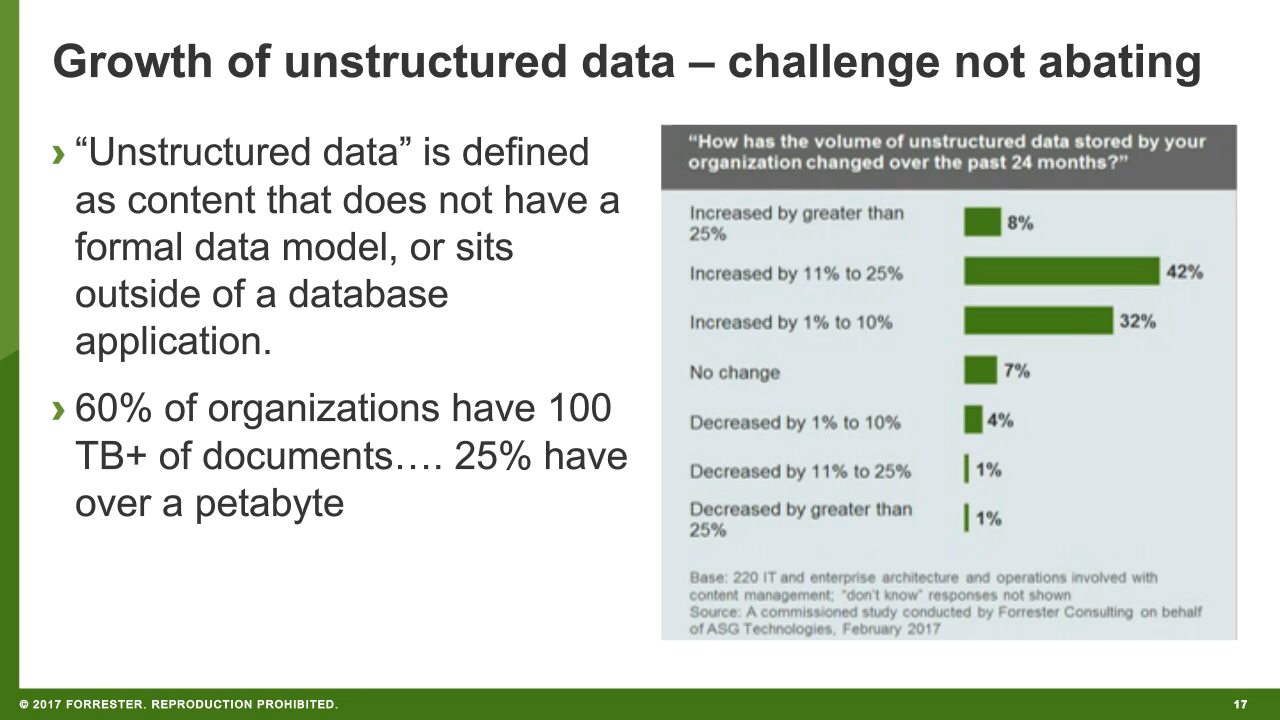 Growth of unstructured data – challenge not abating
› “Unstructured data” is defined
as content that does not have a
formal data model, or sits
outside of a database
application.
› 60% of organizations have 100
TB+ of documents…. 25% have
over a petabyte
“How has the volume of unstructured data stored by your
organization changed over the past 24 months?”
Increased by greater than
25%
8%
Increased by 11% to 25%
42%
Increased by 1% to 10%
32%
No change
7%
Decreased by 1% to 10%
4%
Decreased by 11% to 25%
1%
Decreased by greater than
25%
1%
Base: 220 IT and enterprise architecture and operations involved with
content management; “don’t know” responses not shown
Source: A commissioned study conducted by Forrester Consulting on behalf
of ASG Technologies, February 2017
© 2017 FORRESTER. REPRODUCTION PROHIBITED.
17